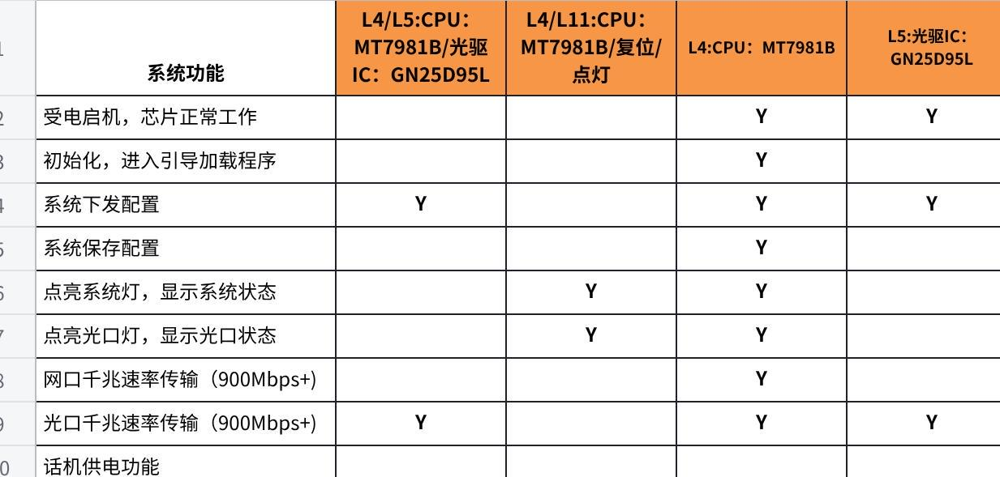 系统功能
L4/L5:CPU：
MT7981B/光驱
IC：GN25D95L
L4/L11:CPU：
MT7981B/复位/
点灯
L4:CPU：MT7981B
L5:光驱IC：
GN25D95L
受电启机，芯片正常工作 Y Y
初始化，进入引导加载程序 Y
系统下发配置 Y Y Y
系统保存配置 Y
点亮系统灯，显示系统状态 Y Y
点亮光口灯，显示光口状态 Y Y
网口千兆速率传输（900Mbps+） Y
光口千兆速率传输（900Mbps+） Y Y Y
话机供电功能